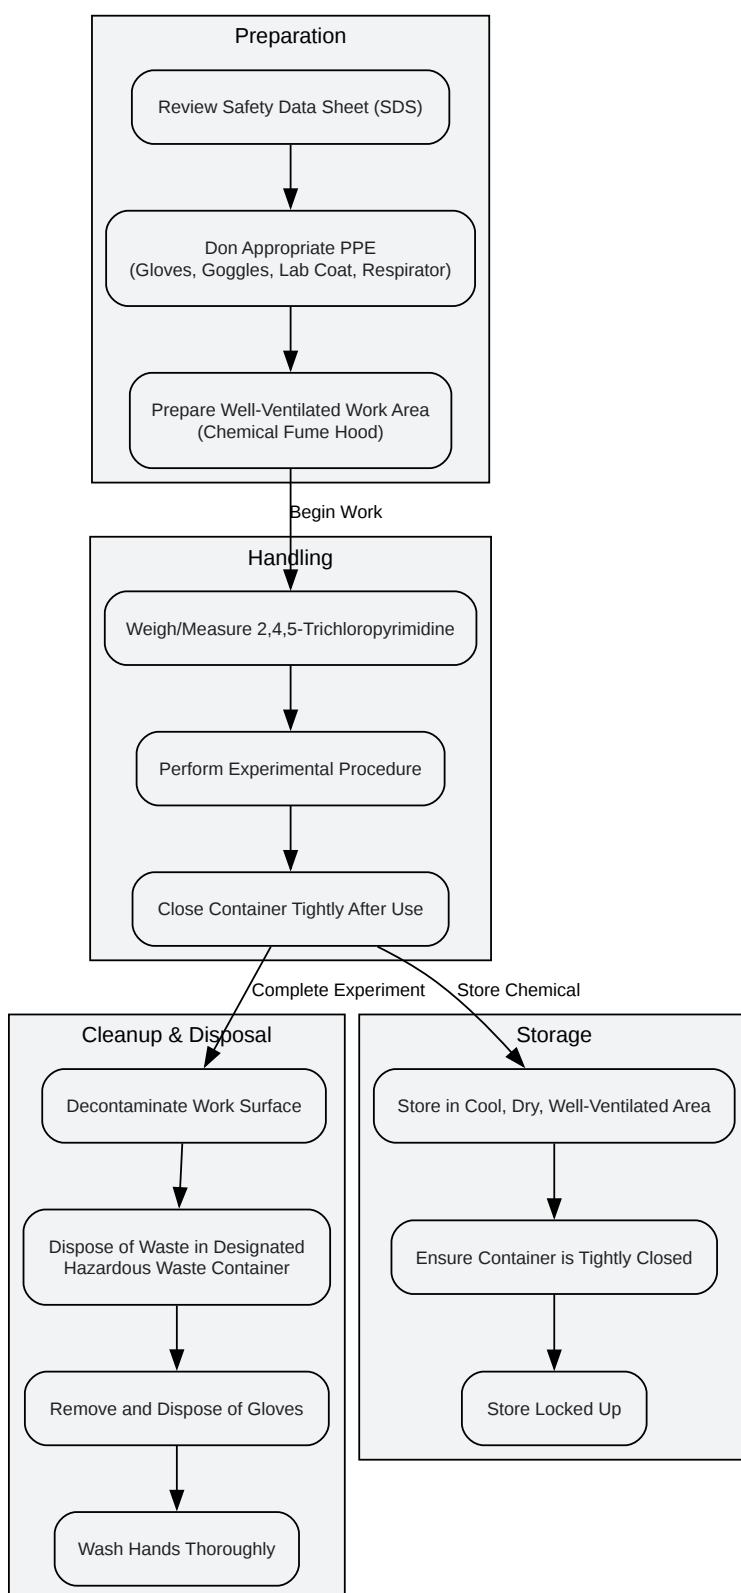 Preparation
Review Safety Data Sheet (SDS)
Don Appropriate PPE
(Gloves, Goggles, Lab Coat, Respirator)
Prepare Well-Ventilated Work Area
(Chemical Fume Hood)
Begin Work
Handling
Weigh/Measure 2,4,5-Trichloropyrimidine
Perform Experimental Procedure
Close Container Tightly After Use
Complete Experiment
Store Chemical
Cleanup & Disposal
Decontaminate Work Surface
Dispose of Waste in Designated
Hazardous Waste Container
Remove and Dispose of Gloves
Wash Hands Thoroughly
Storage
Store in Cool, Dry, Well-Ventilated Area
Ensure Container is Tightly Closed
Store Locked Up